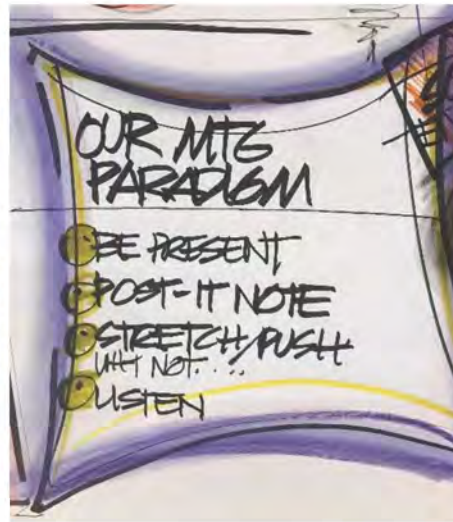 OUR MTG
PARADIGM
BE PRESENT
POST-IT NOTE
STRETCH/PUSH
WHY NOT....
LISTEN